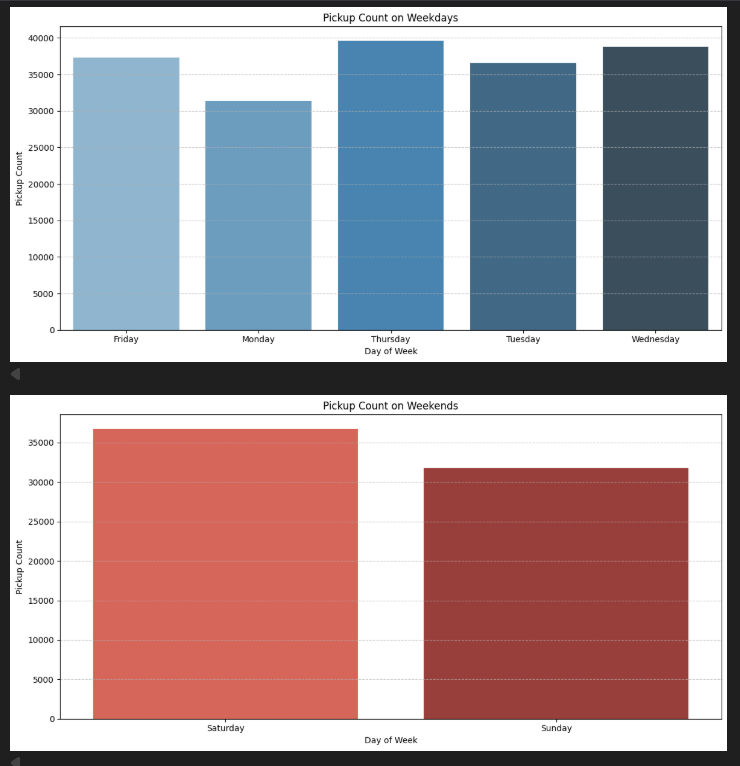 Pickup Count on Weekdays
40000
35000
30000
25000
20000
15000
10000
5000
0
Pickup Count
Friday Monday Thursday Tuesday Wednesday
Day of Week
Pickup Count on Weekends
35000
30000
25000
20000
15000
10000
5000
0
Pickup Count
Saturday Sunday
Day of Week